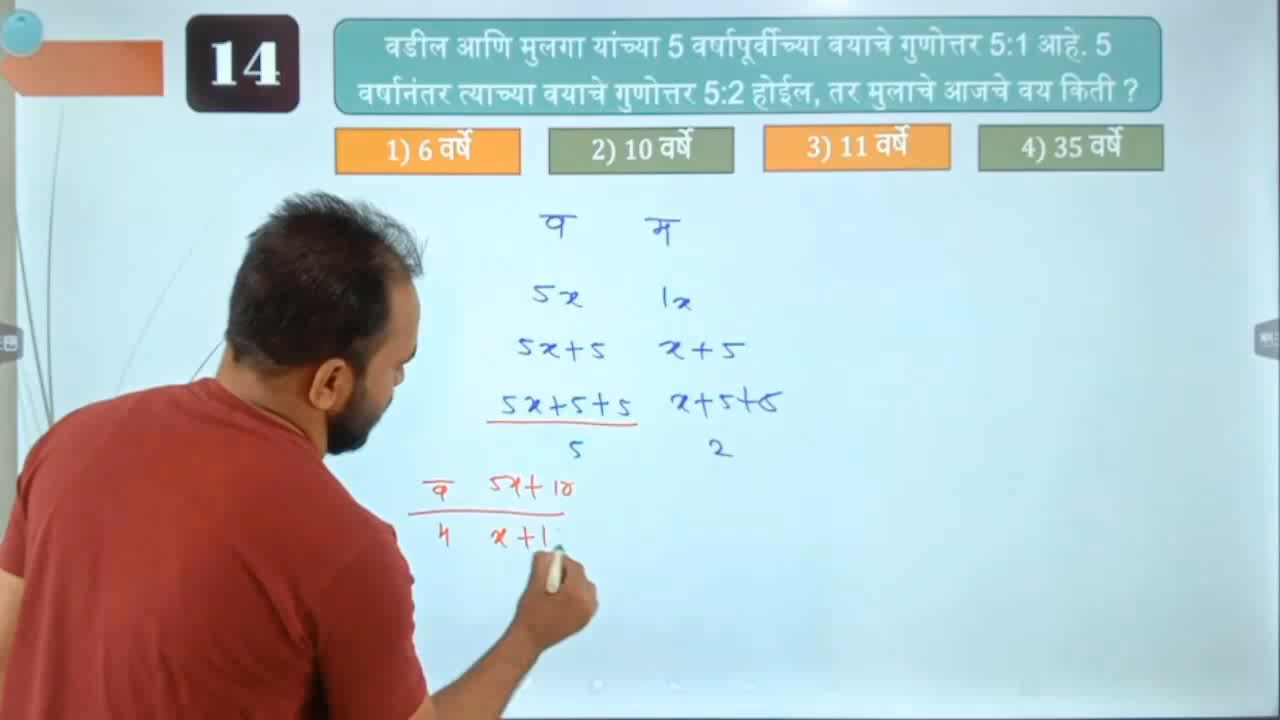 14
वडील आणि मुलगा यांच्या 5 वर्षापूर्वीच्या वयाचे गुणोत्तर 5:1 आहे. 5
वर्षानंतर त्याच्या वयाचे गुणोत्तर 5:2 होईल, तर मुलाचे आजचे वय किती ?
1) 6 वर्षे 2) 10 वर्षे 3) 11 वर्षे 4) 35 वर्षे
व म
5x 1x
5x+5 x+5
5x+5+5 x+5+5
5 2
व 5x+10
म x+1